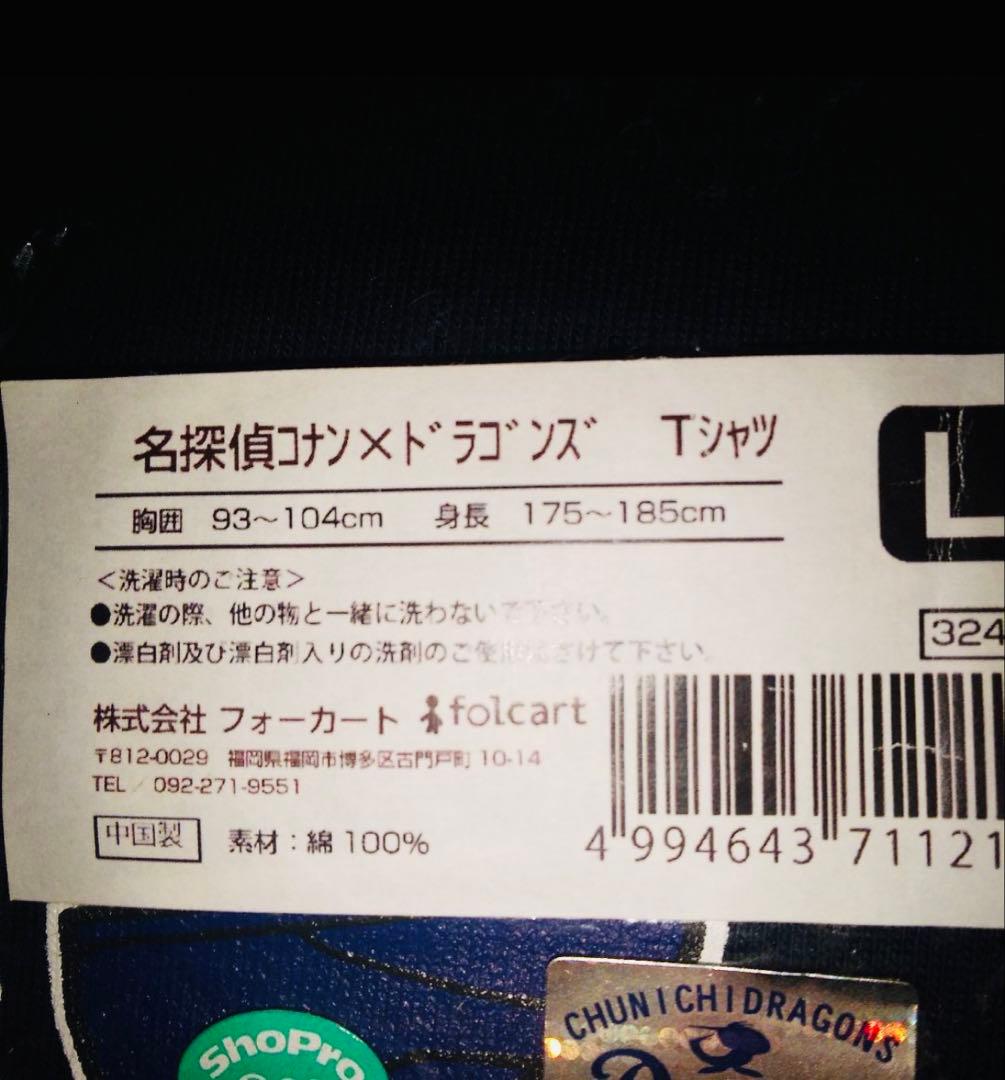 名探偵コナン×ドラゴンズ Tシャツ
L
胸囲 93～104cm 身長 175～185cm
＜洗濯時のご注意＞
●洗濯の際、他の物と一緒に洗わないで下さい。
●漂白剤及び漂白剤入りの洗剤のご使用はさけて下さい。
324
株式会社 フォーカート folcart
〒812-0029 福岡県福岡市博多区古門戸町 10-14
TEL / 092-271-9551
中国製 素材：綿 100%
4 994643 71121
ShoPro
CHUNICHI DRAGONS